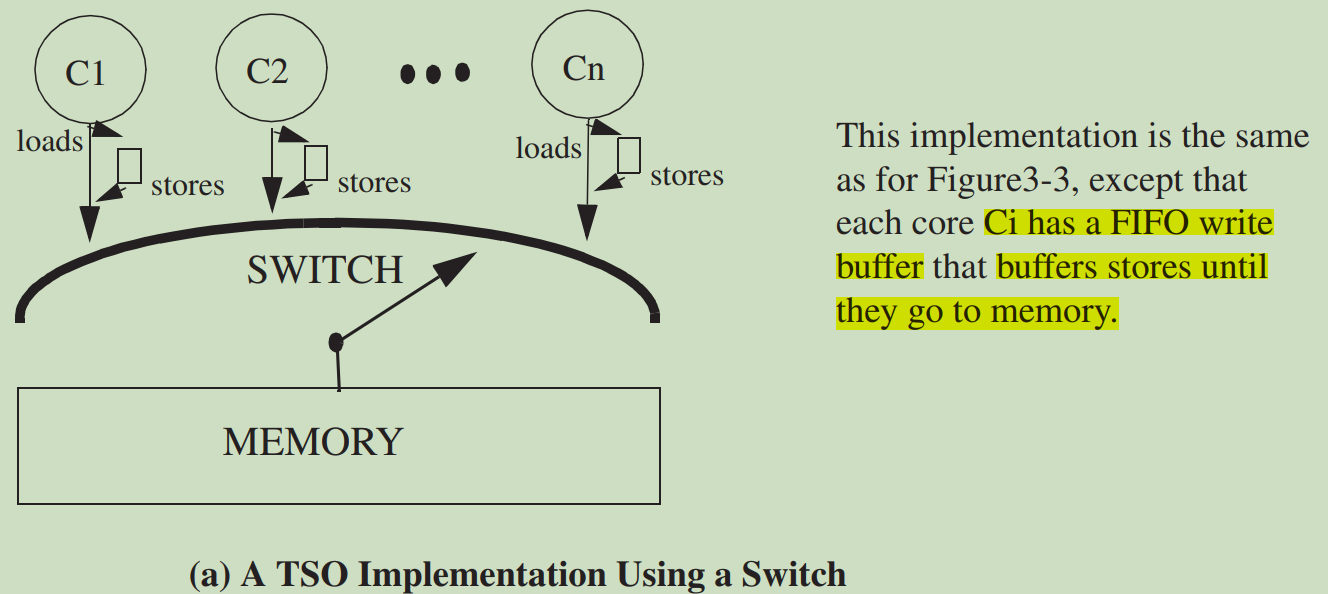 C1
C2
Cn
loads
stores
stores
loads
stores
SWITCH
MEMORY
This implementation is the same
as for Figure3-3, except that
each core Ci has a FIFO write
buffer that buffers stores until
they go to memory.
(a) A TSO Implementation Using a Switch